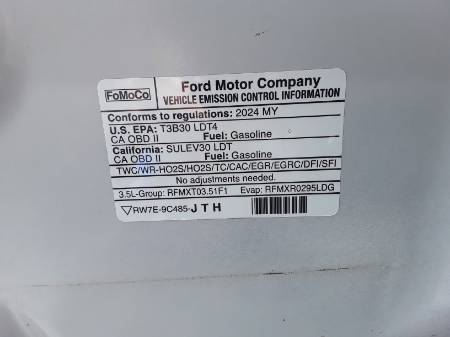 FoMoCo
Ford Motor Company
VEHICLE EMISSION CONTROL INFORMATION
Conforms to regulations: 2024 MY
U.S. EPA: T3B30 LDT4
CA OBD II Fuel: Gasoline
California: SULEV30 LDT
CA OBD II Fuel: Gasoline
TWC/WR-HO2S/HO2S/TC/CAC/EGR/EGRC/DFI/SFI
No adjustments needed.
3.5L-Group: RFMXT03.51F1 Evap: RFMXR0295LDG
RW7E-9C485-JTH